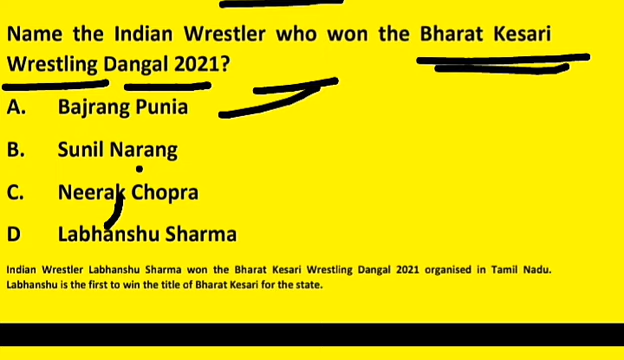 Name the Indian Wrestler who won the Bharat Kesari
Wrestling Dangal 2021?
A. Bajrang Punia
B. Sunil Narang
C. Neerak Chopra
D Labhanshu Sharma
Indian Wrestler Labhanshu Sharma won the Bharat Kesari Wrestling Dangal 2021 organised in Tamil Nadu.
Labhanshu is the first to win the title of Bharat Kesari for the state.